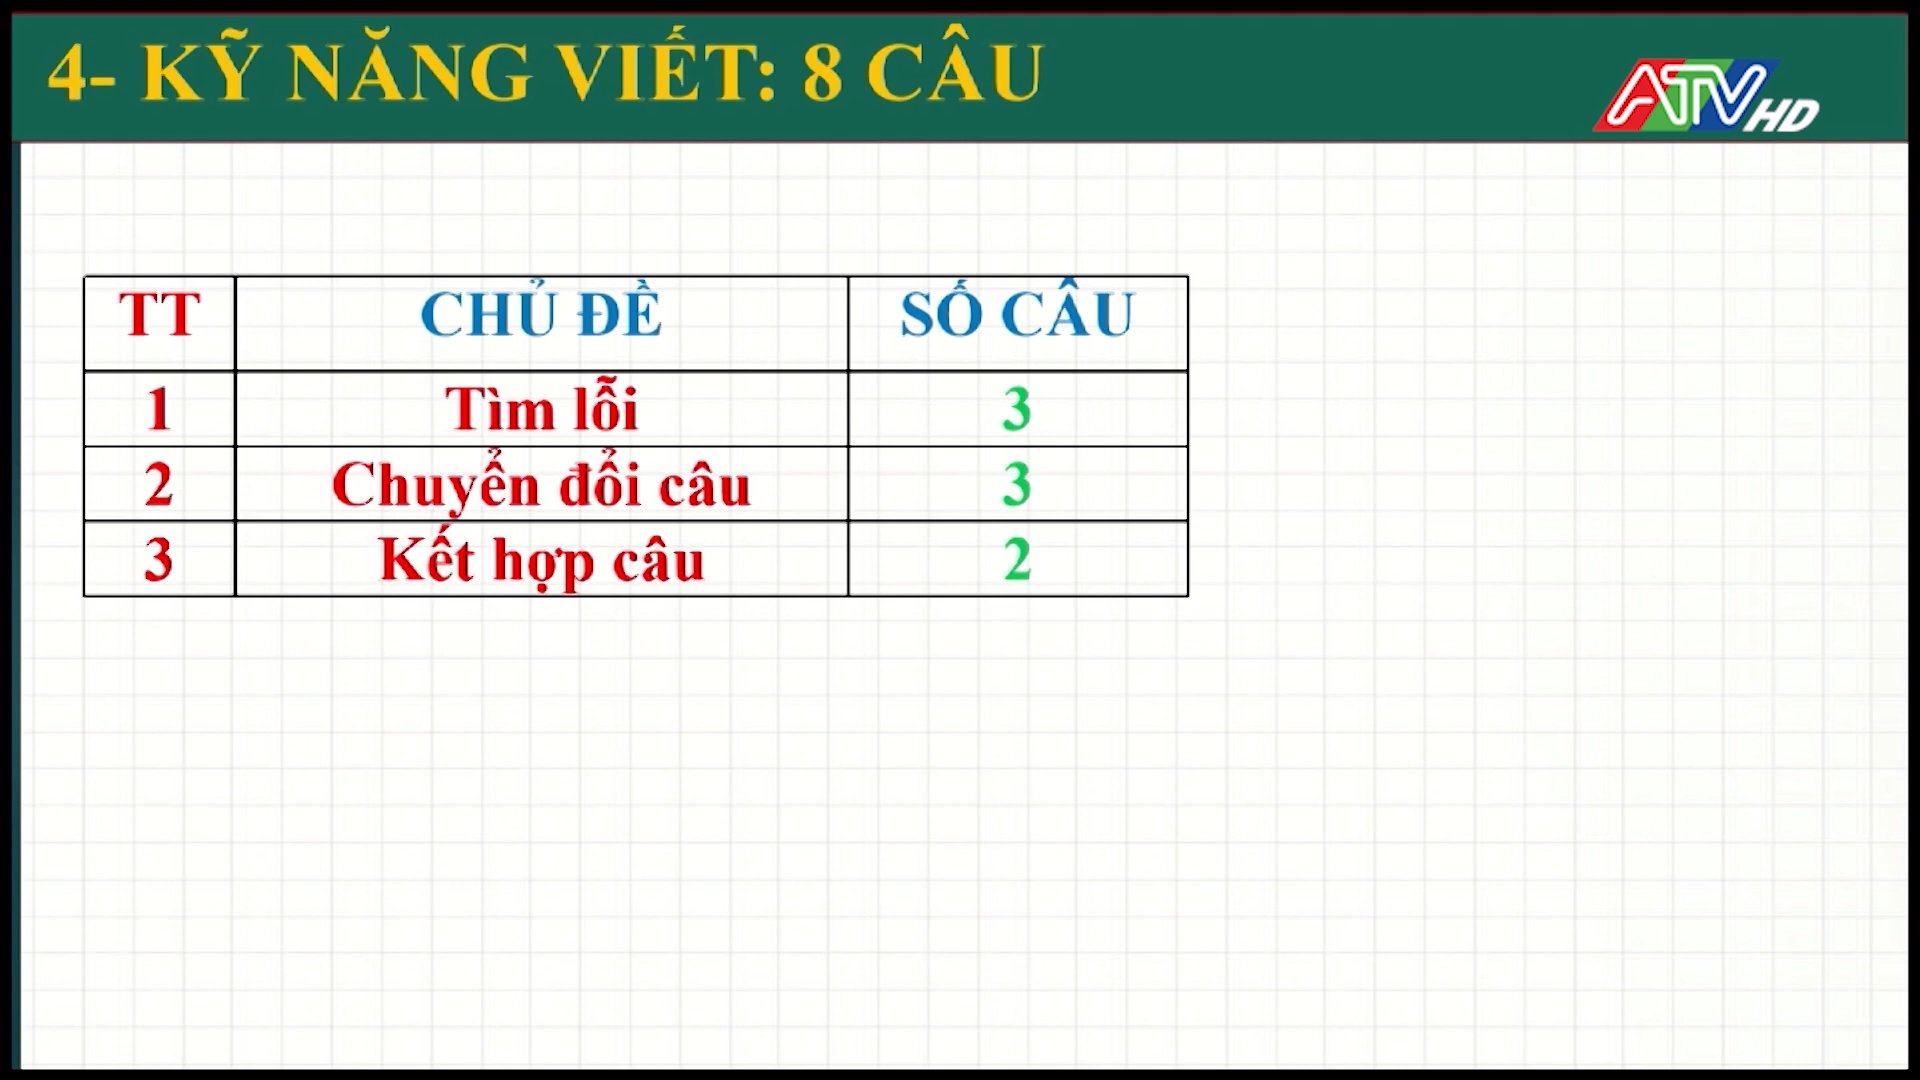 4- KỸ NĂNG VIẾT: 8 CÂU
ATV HD
TT CHỦ ĐỀ SỐ CÂU
1 Tìm lỗi 3
2 Chuyển đổi câu 3
3 Kết hợp câu 2